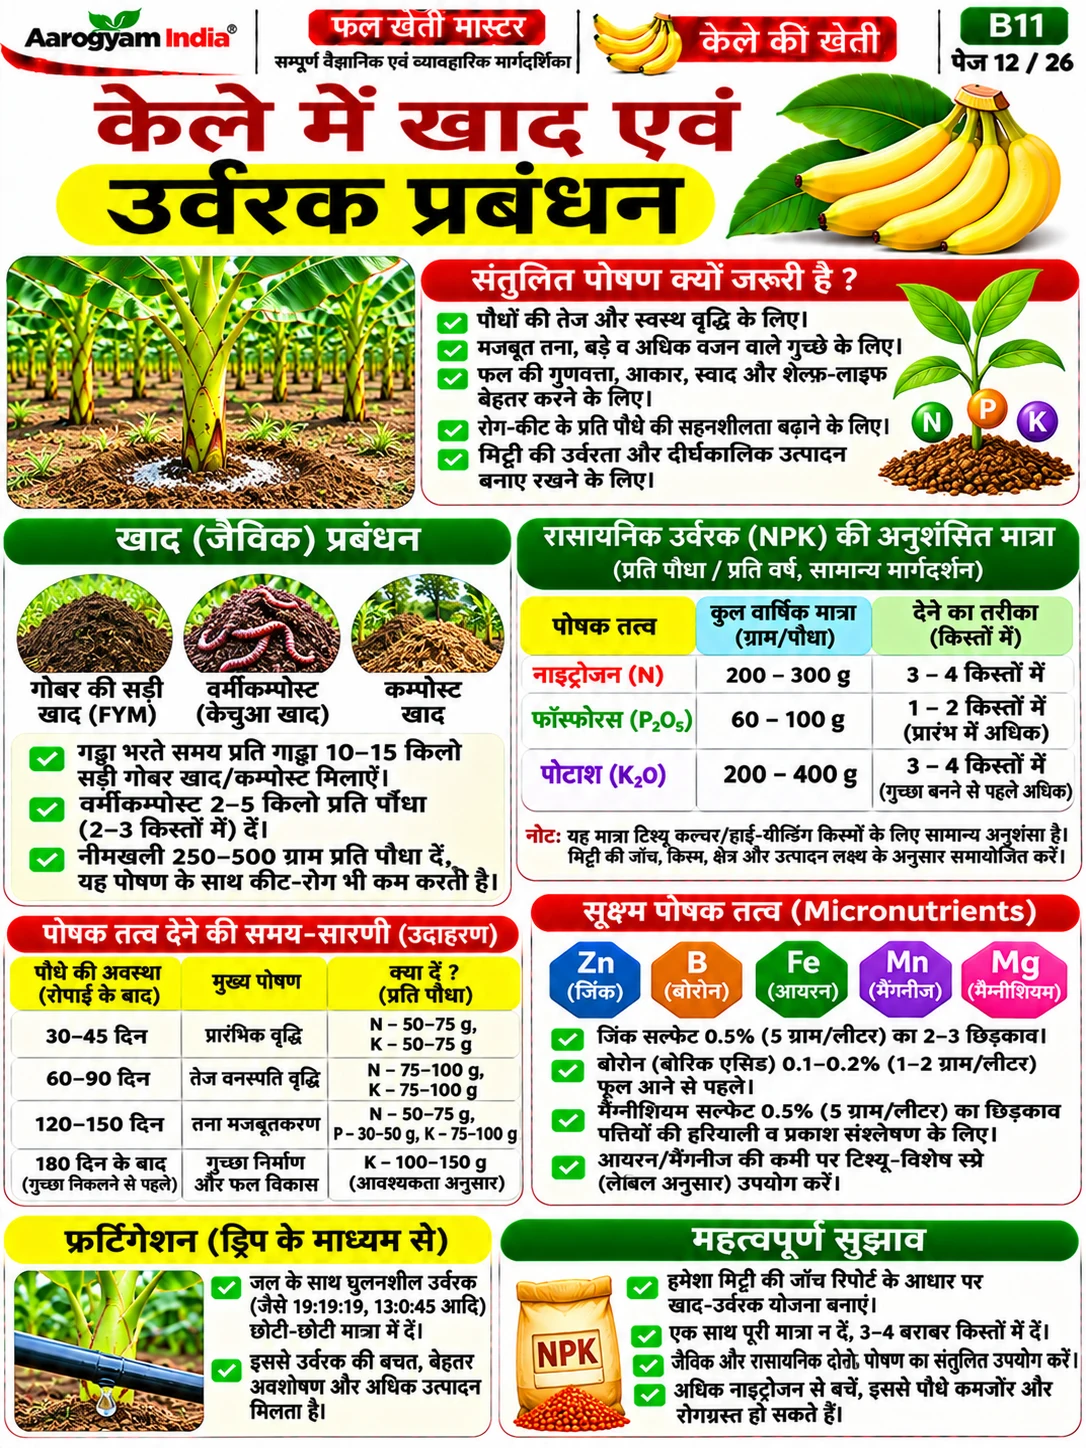 Aarogyam India®
फल खेती मास्टर
सम्पूर्ण वैज्ञानिक एवं व्यावहारिक मार्गदर्शिका
केले की खेती
B11
पेज 12 / 26
केले में खाद एवं
उर्वरक प्रबंधन
संतुलित पोषण क्यों जरूरी है ?
पौधों की तेज और स्वस्थ वृद्धि के लिए।
मजबूत तना, बड़े व अधिक वजन वाले गुच्छे के लिए।
फल की गुणवत्ता, आकार, स्वाद और शेल्फ-लाइफ
बेहतर करने के लिए।
रोग-कीट के प्रति पौधे की सहनशीलता बढ़ाने के लिए।
मिट्टी की उर्वरता और दीर्घकालिक उत्पादन
बनाए रखने के लिए।
N P K
खाद (जैविक) प्रबंधन
गोबर की सड़ी
खाद (FYM)
वर्मीकम्पोस्ट
(केचुआ खाद)
कम्पोस्ट
खाद
गड्ढा भरते समय प्रति गाड्ढा 10–15 किलो
सड़ी गोबर खाद/कम्पोस्ट मिलाऐं।
वर्मीकम्पोस्ट 2–5 किलो प्रति पौंधा
(2–3 किस्तों में) दें।
नीमखली 250–500 ग्राम प्रति पौधा दें,
यह पोषण के साथ कीट-रोग भी कम करती है।
रासायनिक उर्वरक (NPK) की अनुशंसित मात्रा
(प्रति पौधा / प्रति वर्ष, सामान्य मार्गदर्शन)
पोषक तत्व
कुल वार्षिक मात्रा
(ग्राम/पौधा)
देने का तरीका
(किस्तों में)
नाइट्रोजन (N)
200 – 300 g
3 – 4 किस्तों में
फॉस्फोरस (P₂O₅)
60 – 100 g
1 – 2 किस्तों में
(प्रारंभ में अधिक)
पोटाश (K₂O)
200 – 400 g
3 – 4 किस्तों में
(गुच्छा बनने से पहले अधिक)
नोट: यह मात्रा टिश्यू कल्चर/हाई-यील्डिंग किस्मों के लिए सामान्य अनुशंसा है।
मिट्टी की जाँच, किस्म, क्षेत्र और उत्पादन लक्ष्थ के अनुसार समायोजित करें।
पोषक तत्व देने की समय-सारणी (उदाहरण)
पौधे की अवस्था
(रोपाई के बाद)
मुख्य पोषण
क्या दें ?
(प्रति पौधा)
30–45 दिन
प्रारंभिक वृद्धि
N – 50–75 g,
K – 50–75 g
60–90 दिन
तेज वनस्पति वृद्धि
N – 75–100 g,
K – 75–100 g
120–150 दिन
तना मजबूतकरण
N – 50–75 g,
P – 30–50 g, K – 75–100 g
180 दिन के बाद
(गुच्छा निकलने से पहले)
गुच्छा निर्माण
और फल विकास
K – 100–150 g
(आवश्यकता अनुसार)
सूक्ष्म पोषक तत्व (Micronutrients)
Zn
(जिंक)
B
(बोरोन)
Fe
(आयरन)
Mn
(मैंगनीज)
Mg
(मैग्नीशियम)
जिंक सल्फेट 0.5% (5 ग्राम/लीटर) का 2–3 छिड़काव।
बोरोन (बोरिक एसिड) 0.1–0.2% (1–2 ग्राम/लीटर)
फूल आने से पहले।
मैंग्नीशियम सल्फेट 0.5% (5 ग्राम/लीटर) का छिड़काव
पत्तियों की हरियाली व प्रकाश संश्लेषण के लिए।
आयरन/मैंगनीज की कमी पर टिश्यू-विशेष स्प्रे
(लेबल अनुसार) उपयोग करें।
फ्रर्टिगेशन (ड्रिप के माध्यम से)
जल के साथ घुलनशील उर्वरक
(जैसे 19:19:19, 13:0:45 आदि)
छोटी-छोटी मात्रा में दें।
इससे उर्वरक की बचत, बेहतर
अवशोषण और अधिक उत्पादन
मिलता है।
महत्वपूर्ण सुझाव
NPK
हमेशा मिट्टी की जाँच रिपोर्ट के आधार पर
खाद-उर्वरक योजना बनाएं।
एक साथ पूरी मात्रा न दें, 3–4 बराबर किस्तों में दें।
जैविक और रासायनिक पोषण का संतुलित उपयोग करें।
अधिक नाइट्रोजन से बचें, इससे पौधे कमजोंर और
रोगग्रस्त हो सकते हैं।